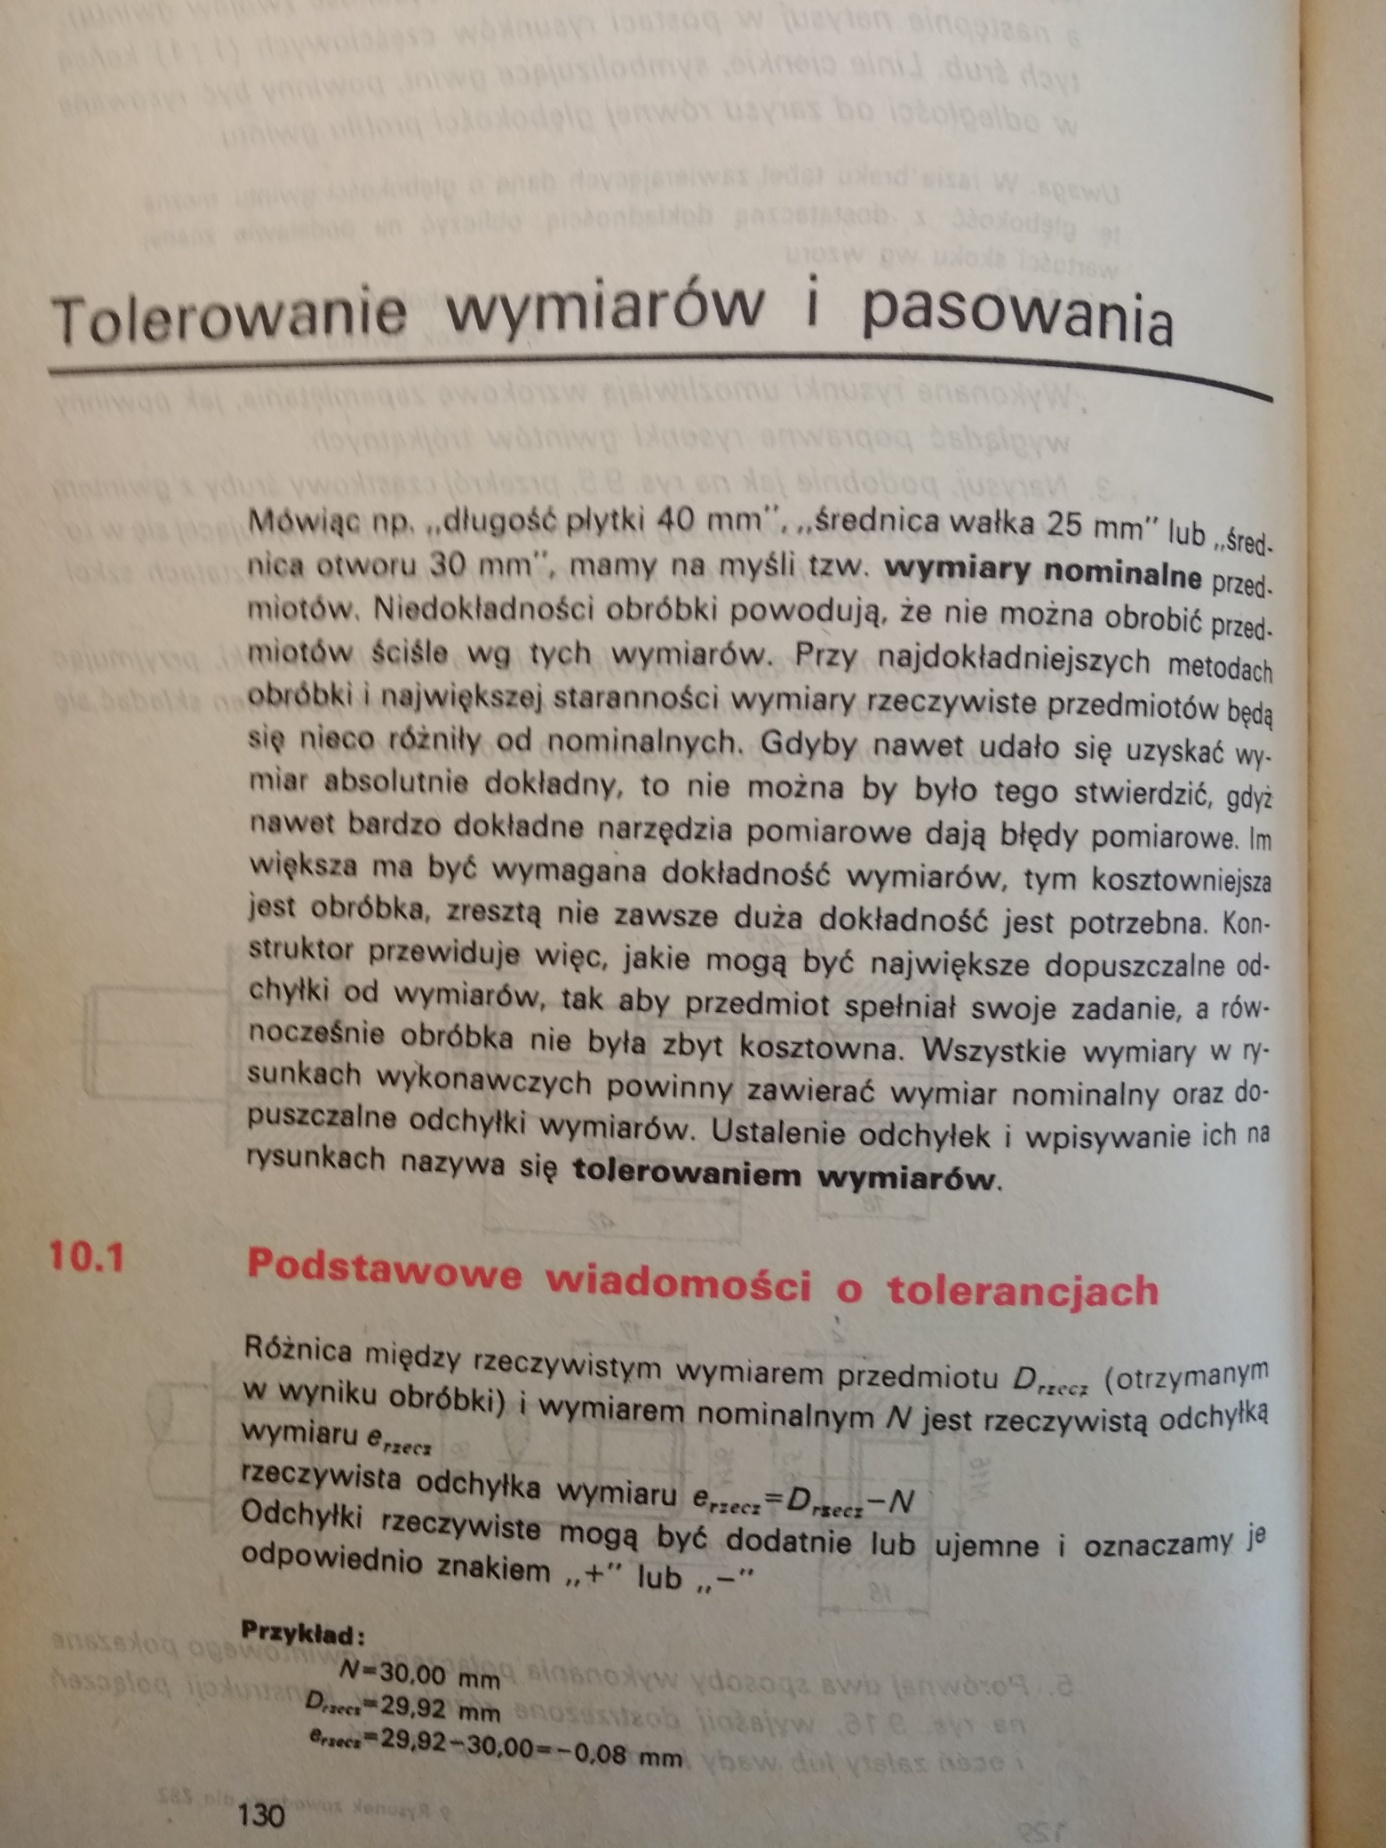 Tolerowanie wymiarów i pasowania
Mówiąc np. „długość płytki 40 mm", „średnica wałka 25 mm" lub „śred-
nica otworu 30 mm", mamy na myśli tzw. wymiary nominalne przed-
miotów. Niedokładności obróbki powodują, że nie można obrobić przed-
miotów ściśle wg tych wymiarów. Przy najdokładniejszych metodach
obróbki i największej staranności wymiary rzeczywiste przedmiotów będą
się nieco różniły od nominalnych. Gdyby nawet udało się uzyskać wy-
miar absolutnie dokładny, to nie można by było tego stwierdzić, gdyż
nawet bardzo dokładne narzędzia pomiarowe dają błędy pomiarowe. Im
większa ma być wymagana dokładność wymiarów, tym kosztowniejsza
jest obróbka, zresztą nie zawsze duża dokładność jest potrzebna. Kon-
struktor przewiduje więc, jakie mogą być największe dopuszczalne od-
chyłki od wymiarów, tak aby przedmiot spełniał swoje zadanie, a rów-
nocześnie obróbka nie była zbyt kosztowna. Wszystkie wymiary w ry-
sunkach wykonawczych powinny zawierać wymiar nominalny oraz do-
puszczalne odchyłki wymiarów. Ustalenie odchyłek i wpisywanie ich na
rysunkach nazywa się tolerowaniem wymiarów.
10.1 Podstawowe wiadomości o tolerancjach
Różnica między rzeczywistym wymiarem przedmiotu Drzecz (otrzymanym
w wyniku obróbki) i wymiarem nominalnym N jest rzeczywistą odchyłką
wymiaru erzecz
rzeczywista odchyłka wymiaru erzecz=Drzecz−N
Odchyłki rzeczywiste mogą być dodatnie lub ujemne i oznaczamy je
odpowiednio znakiem „+" lub „−"
Przykład:
N=30,00 mm
Drzecz=29,92 mm
erzecz=29,92−30,00=−0,08 mm
130